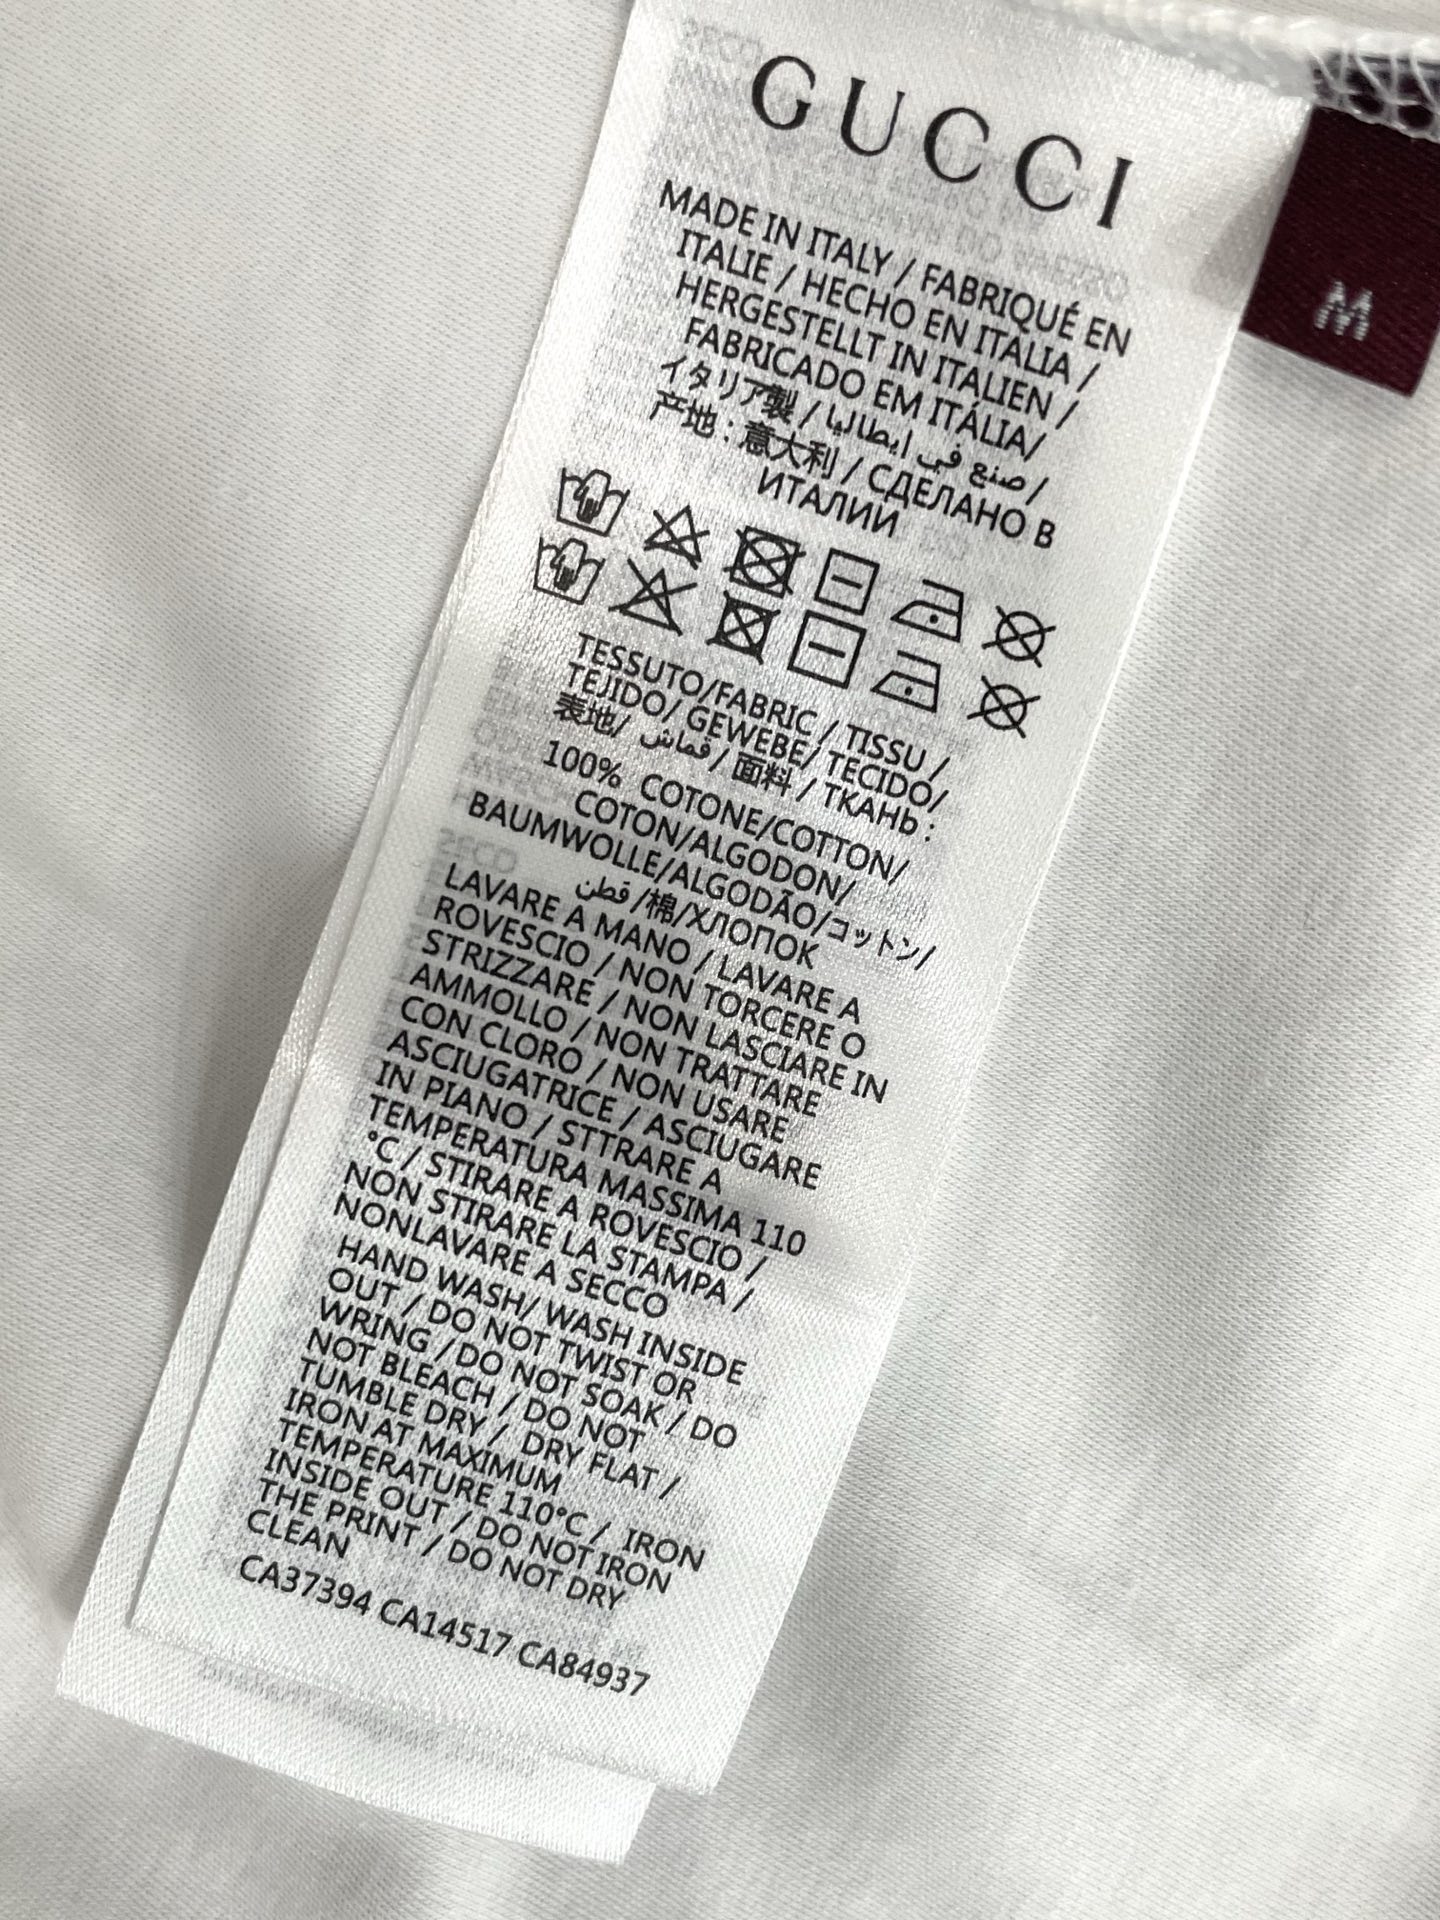 GUCCI
M
MADE IN ITALY / FABRIQUÉ EN
ITALIE / HECHO EN ITALIA /
HERGESTELLT IN ITALIEN /
FABRICADO EM ITÁLIA/
イタリア製 / صنع في إيطاليا /
产地 : 意大利 / СДЕЛАНО В
ИТАЛИИ
TESSUTO/FABRIC / TISSU /
TEJIDO/ GEWEBE/ TECIDO/
表地/ قماش / 面料 / ТКАНЬ :
100% COTONE/COTTON/
COTON/ALGODON/
BAUMWOLLE/ALGODÃO/コットン/
قطن /棉/ХЛОПОК
LAVARE A MANO / LAVARE A
ROVESCIO / NON TORCERE O
STRIZZARE / NON LASCIARE IN
AMMOLLO / NON TRATTARE
CON CLORO / NON USARE
ASCIUGATRICE / ASCIUGARE
IN PIANO / STTRARE A
TEMPERATURA MASSIMA 110
°C / STIRARE A ROVESCIO /
NON STIRARE LA STAMPA /
NONLAVARE A SECCO
HAND WASH/ WASH INSIDE
OUT / DO NOT TWIST OR
WRING / DO NOT SOAK / DO
NOT BLEACH / DO NOT
TUMBLE DRY / DRY FLAT /
IRON AT MAXIMUM
TEMPERATURE 110°C / IRON
INSIDE OUT / DO NOT IRON
THE PRINT / DO NOT DRY
CLEAN
CA37394 CA14517 CA84937